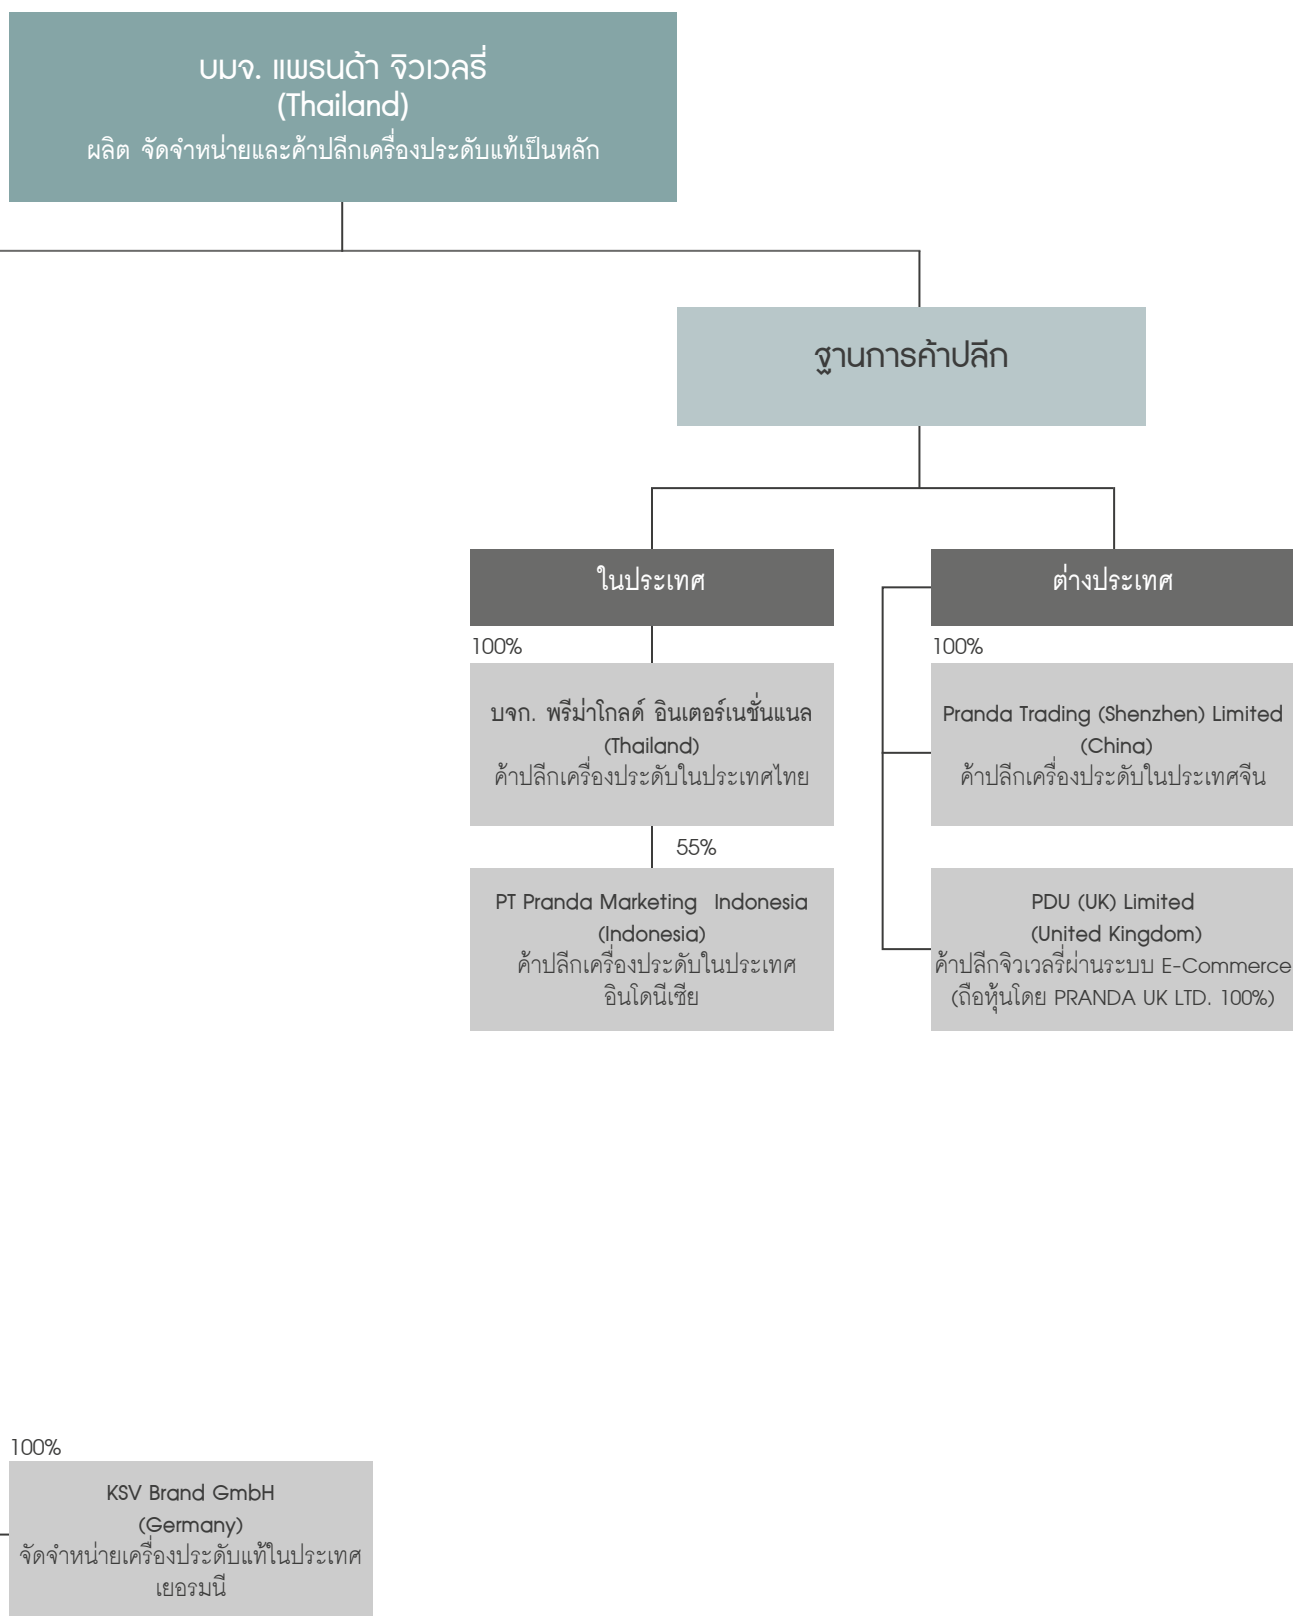 บมจ. แพรนด้า จิวเวลรี่
(Thailand)
ผลิต จัดจำหน่ายและค้าปลีกเครื่องประดับแท้เป็นหลัก
ฐานการค้าปลีก
ในประเทศ
100%
บจก. พรีม่าโกลด์ อินเตอร์เนชั่นแนล
(Thailand)
ค้าปลีกเครื่องประดับในประเทศไทย
55%
PT Pranda Marketing Indonesia
(Indonesia)
ค้าปลีกเครื่องประดับในประเทศ
อินโดนีเซีย
ต่างประเทศ
100%
Pranda Trading (Shenzhen) Limited
(China)
ค้าปลีกเครื่องประดับในประเทศจีน
PDU (UK) Limited
(United Kingdom)
ค้าปลีกจิวเวลรี่ผ่านระบบ E-Commerce
(ถือหุ้นโดย PRANDA UK LTD. 100%)
100%
KSV Brand GmbH
(Germany)
จัดจำหน่ายเครื่องประดับแท้ในประเทศ
เยอรมนี